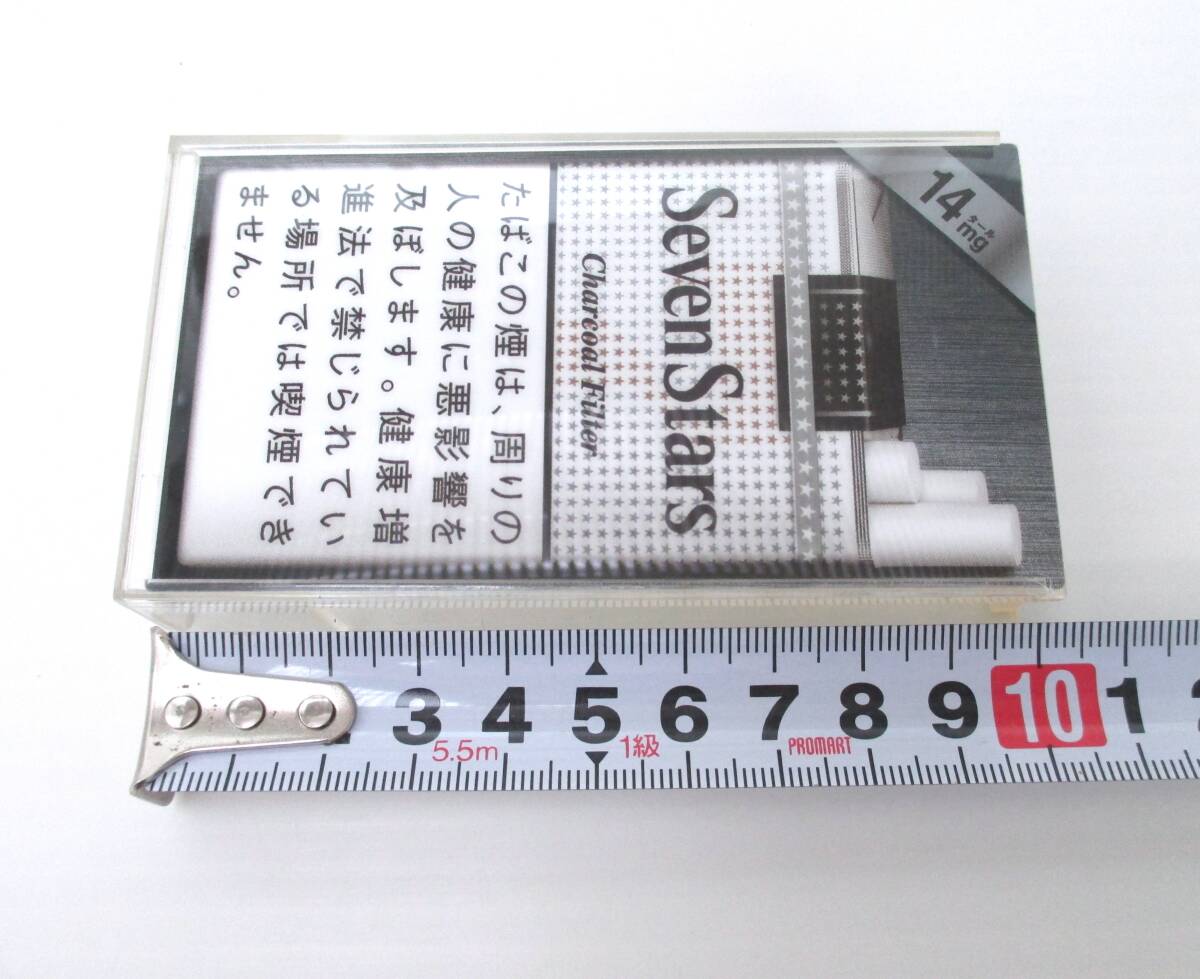 14
タール
mg
SevenStars
Charcoal Filter
たばこの煙は、周りの
人の健康に悪影響を
及ぼします。健康増
進法で禁じられてい
る場所では喫煙でき
ません。
3 4 5 6 7 8 9 10 1
5.5m 1級 PROMART